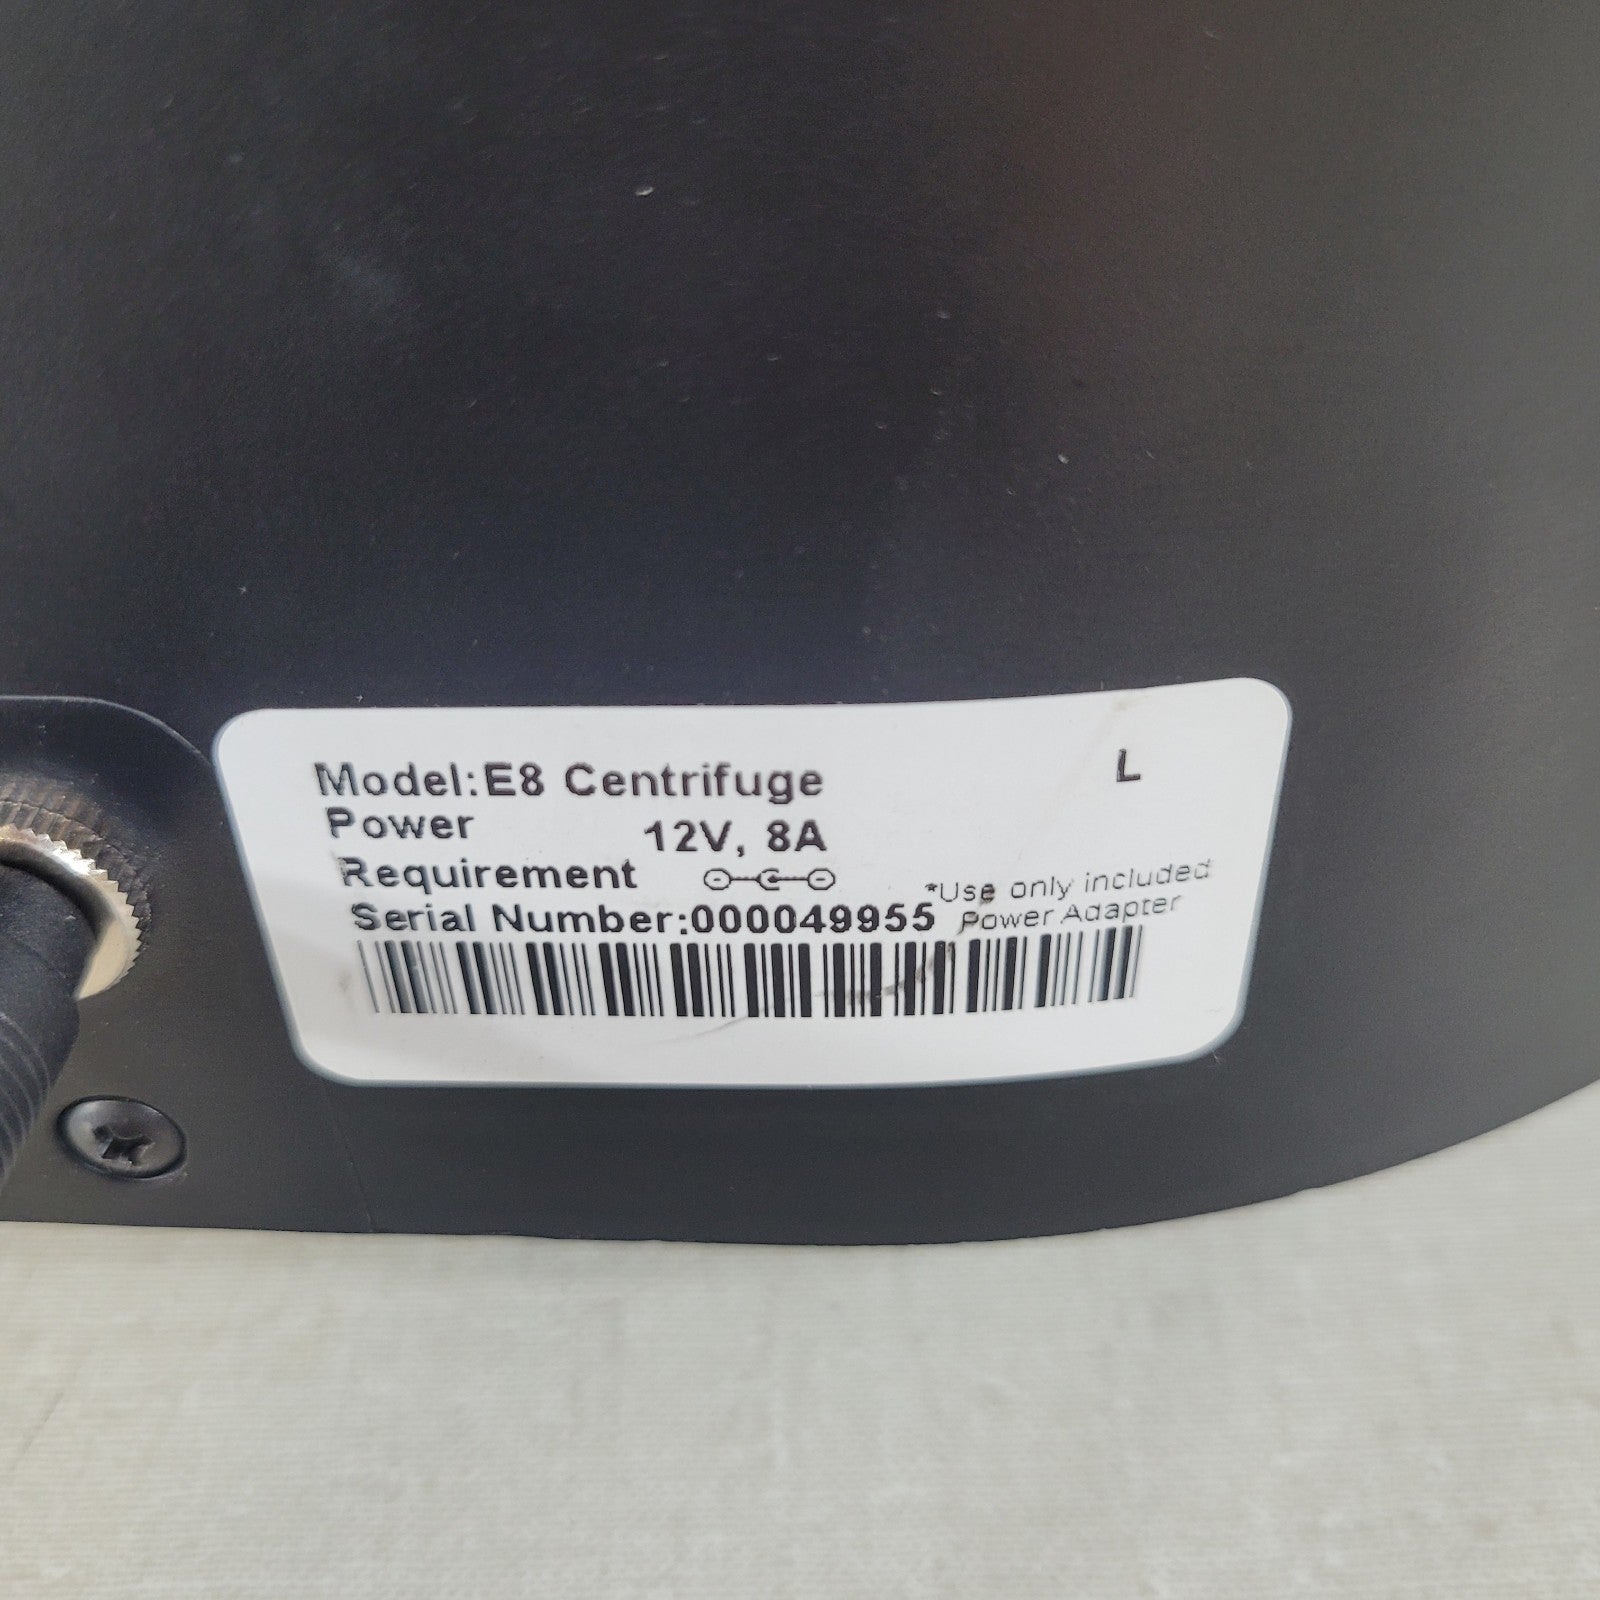 Model:E8 Centrifuge L
Power
Requirement 12V, 8A
*Use only included
Power Adapter
Serial Number:000049955